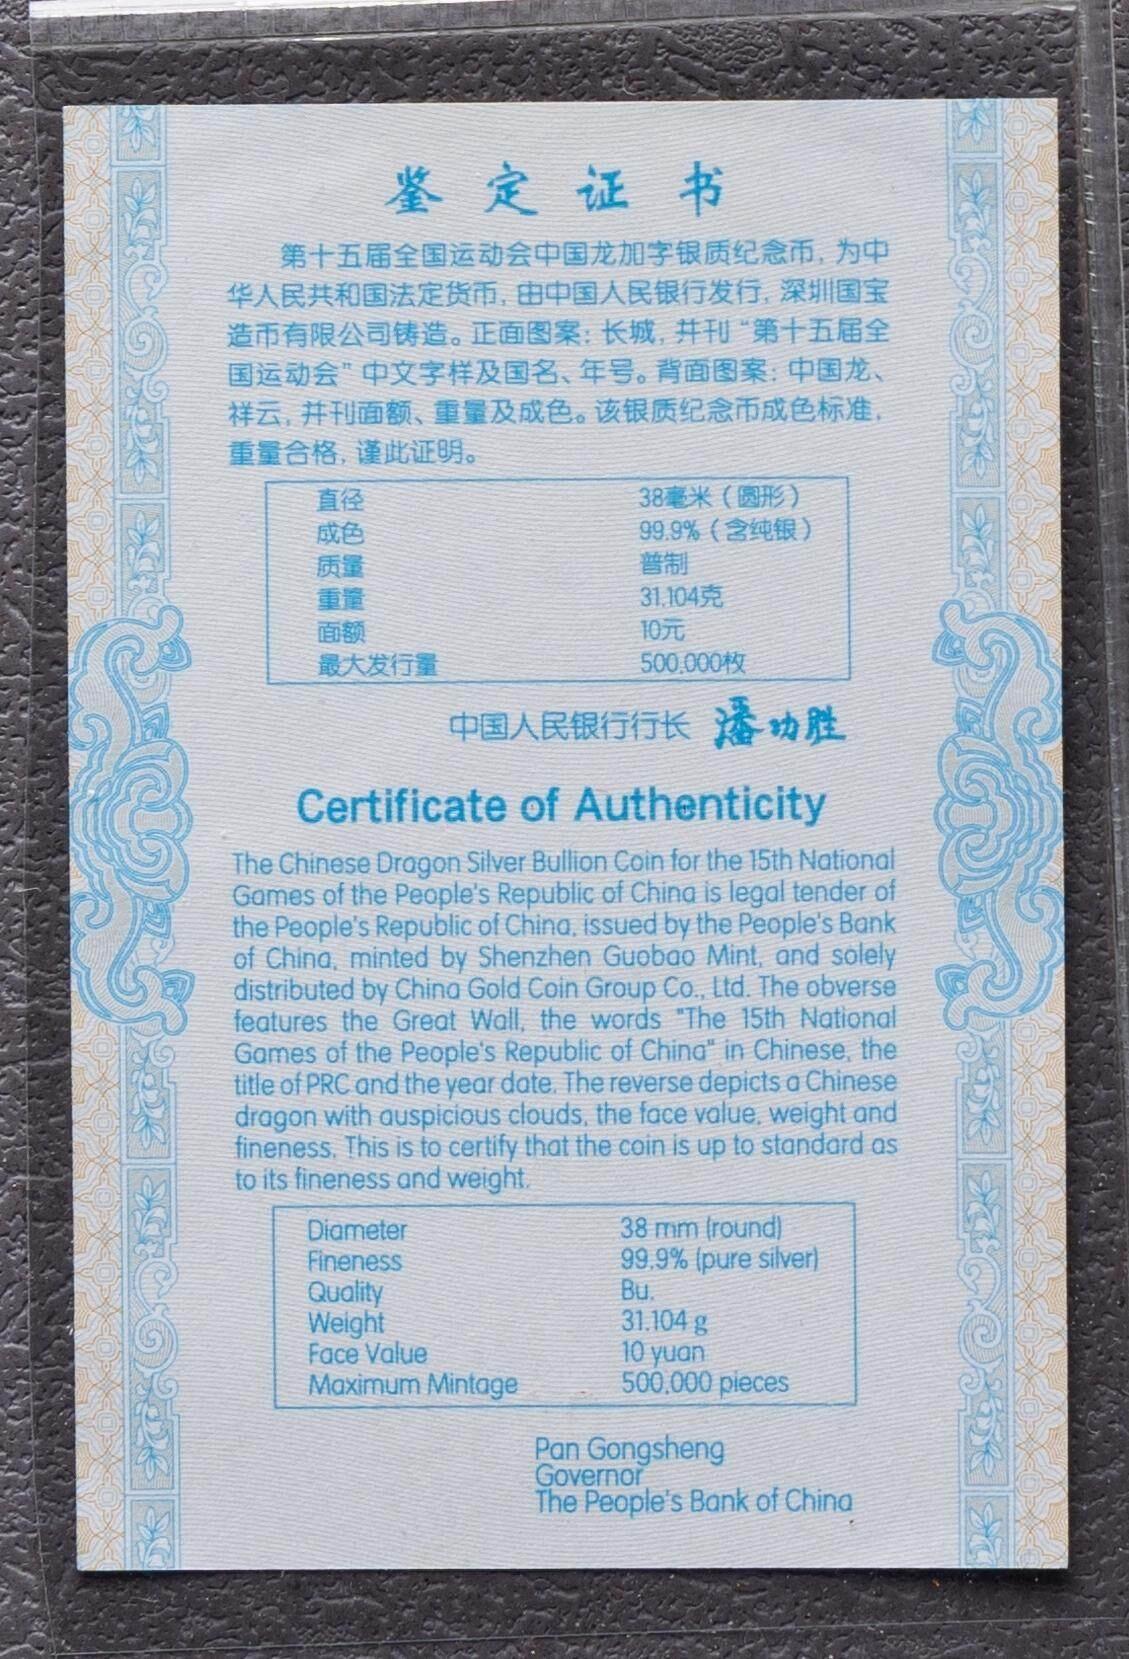 鉴定证书
第十五届全国运动会中国龙加字银质纪念币，为中
华人民共和国法定货币，由中国人民银行发行，深圳国宝
造币有限公司铸造。正面图案：长城，并刊“第十五届全
国运动会”中文字样及国名、年号。背面图案：中国龙、
祥云，并刊面额、重量及成色。该银质纪念币成色标准，
重量合格，谨此证明。
直径 38毫米（圆形）
成色 99.9%（含纯银）
质量 普制
重量 31.104克
面额 10元
最大发行量 500,000枚
中国人民银行行长 潘功胜
Certificate of Authenticity
The Chinese Dragon Silver Bullion Coin for the 15th National
Games of the People's Republic of China is legal tender of
the People's Republic of China, issued by the People's Bank
of China, minted by Shenzhen Guobao Mint, and solely
distributed by China Gold Coin Group Co., Ltd. The obverse
features the Great Wall, the words "The 15th National
Games of the People's Republic of China" in Chinese, the
title of PRC and the year date. The reverse depicts a Chinese
dragon with auspicious clouds, the face value, weight and
fineness. This is to certify that the coin is up to standard as
to its fineness and weight.
Diameter 38 mm (round)
Fineness 99.9% (pure silver)
Quality Bu.
Weight 31.104 g
Face Value 10 yuan
Maximum Mintage 500,000 pieces
Pan Gongsheng
Governor
The People's Bank of China